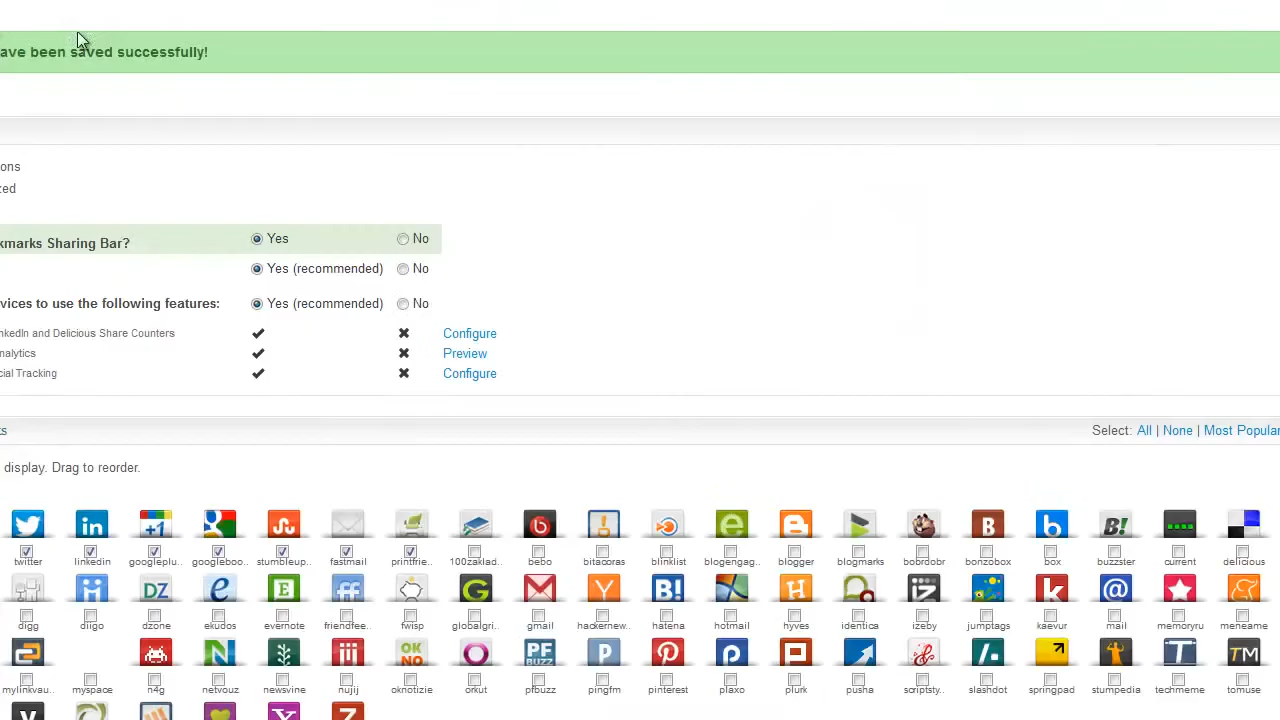 ave been saved successfully!
ons
zed
kmarks Sharing Bar? Yes No
Yes (recommended) No
vices to use the following features: Yes (recommended) No
nkedIn and Delicious Share Counters Configure
nalytics Preview
cial Tracking Configure
ts Select: All | None | Most Popular
display. Drag to reorder.
twitter linkedin googleplu.. googleboo.. stumbleup.. fastmail printfrie.. 100zaklad.. bebo bitacoras blinklist blogengag.. blogger blogmarks bobrdobr bonzobox box buzzster current delicious
digg diigo dzone ekudos evernote friendfee.. fwisp globalgri.. gmail hackernew.. hatena hotmail hyves identica izeby jumptags kaevur mail memoryru meneame
mylinkvau.. myspace n4g netvouz newsvine nujij oknotizie orkut pfbuzz pingfm pinterest plaxo plurk pusha scriptsty.. slashdot springpad stumpedia techmeme tomuse